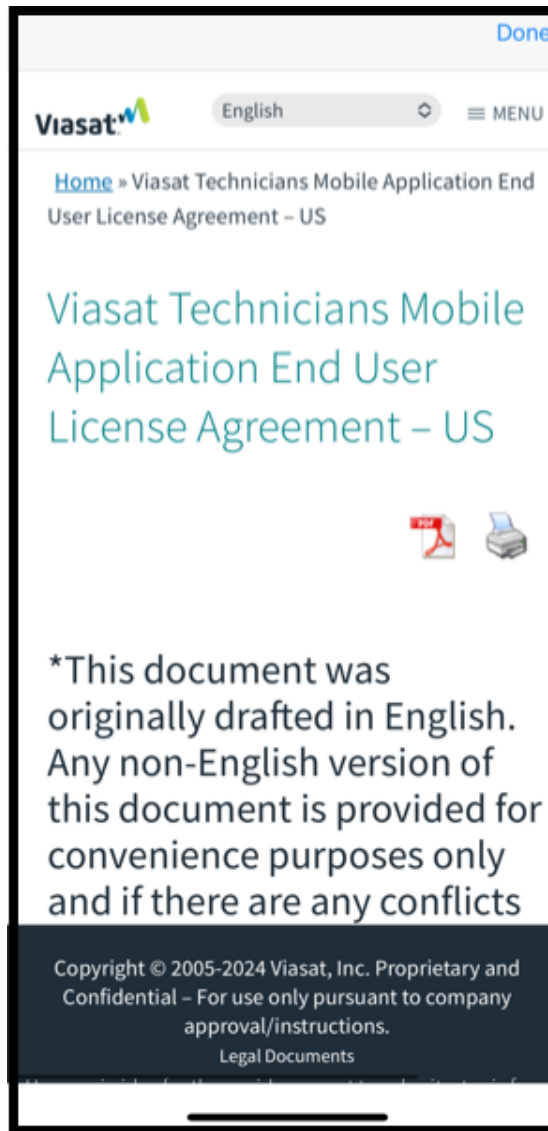 Done
Viasat
English
MENU
Home » Viasat Technicians Mobile Application End
User License Agreement – US
Viasat Technicians Mobile
Application End User
License Agreement – US
PDF
*This document was
originally drafted in English.
Any non-English version of
this document is provided for
convenience purposes only
and if there are any conflicts
Copyright © 2005-2024 Viasat, Inc. Proprietary and
Confidential – For use only pursuant to company
approval/instructions.
Legal Documents